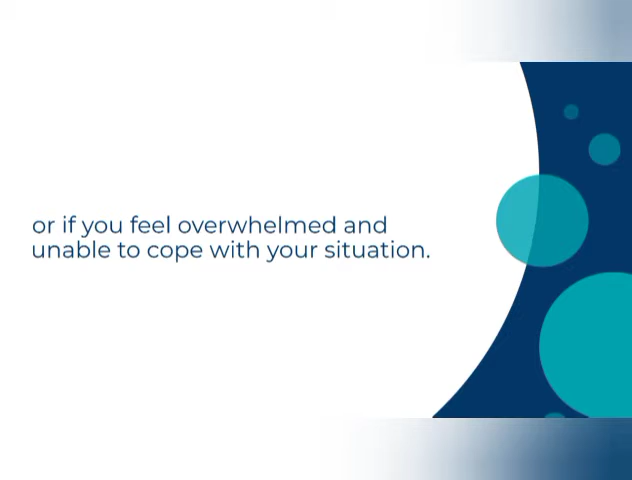 or if you feel overwhelmed and
unable to cope with your situation.